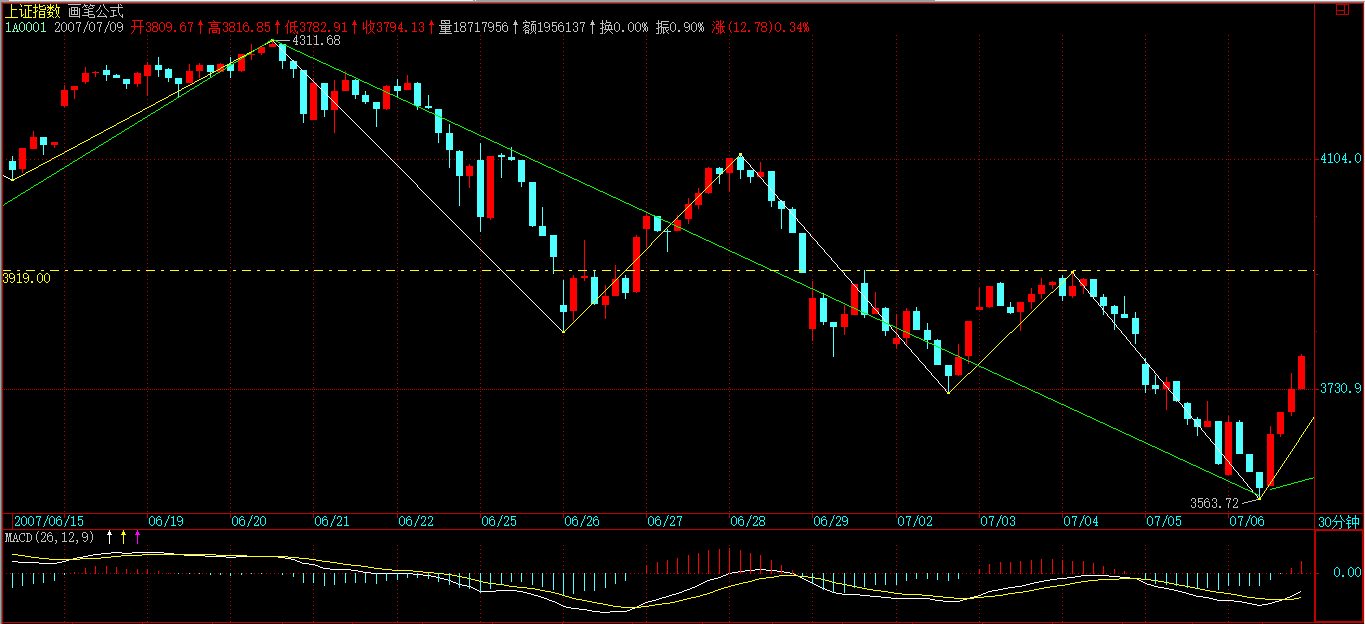 上证指数 画笔公式
1A0001 2007/07/09 开3809.67↑高3816.85↑低3782.91↑收3794.13↑量18717956↑额1956137↑换0.00% 振0.90% 涨(12.78)0.34%
日
4311.68
4104.0
3919.00
3730.9
3563.72
2007/06/15 06/19 06/20 06/21 06/22 06/25 06/26 06/27 06/28 06/29 07/02 07/03 07/04 07/05 07/06 30分钟
MACD(26,12,9) ↑ ↑ ↑
0.00